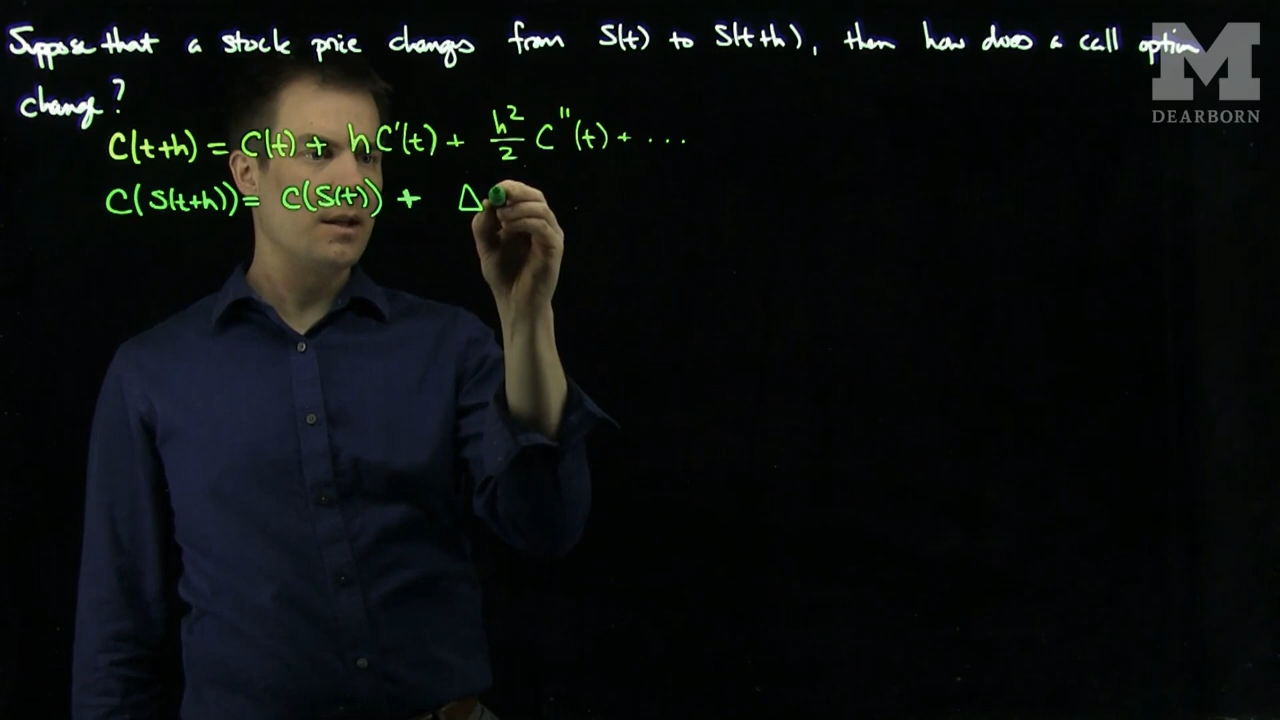 Suppose that a stock price changes from S(t) to S(t+h), then how does a call option
change?
C(t+h) = C(t) + hC'(t) + h²/2 C''(t) + ...
C(S(t+h)) = C(S(t)) + Δ
M
DEARBORN